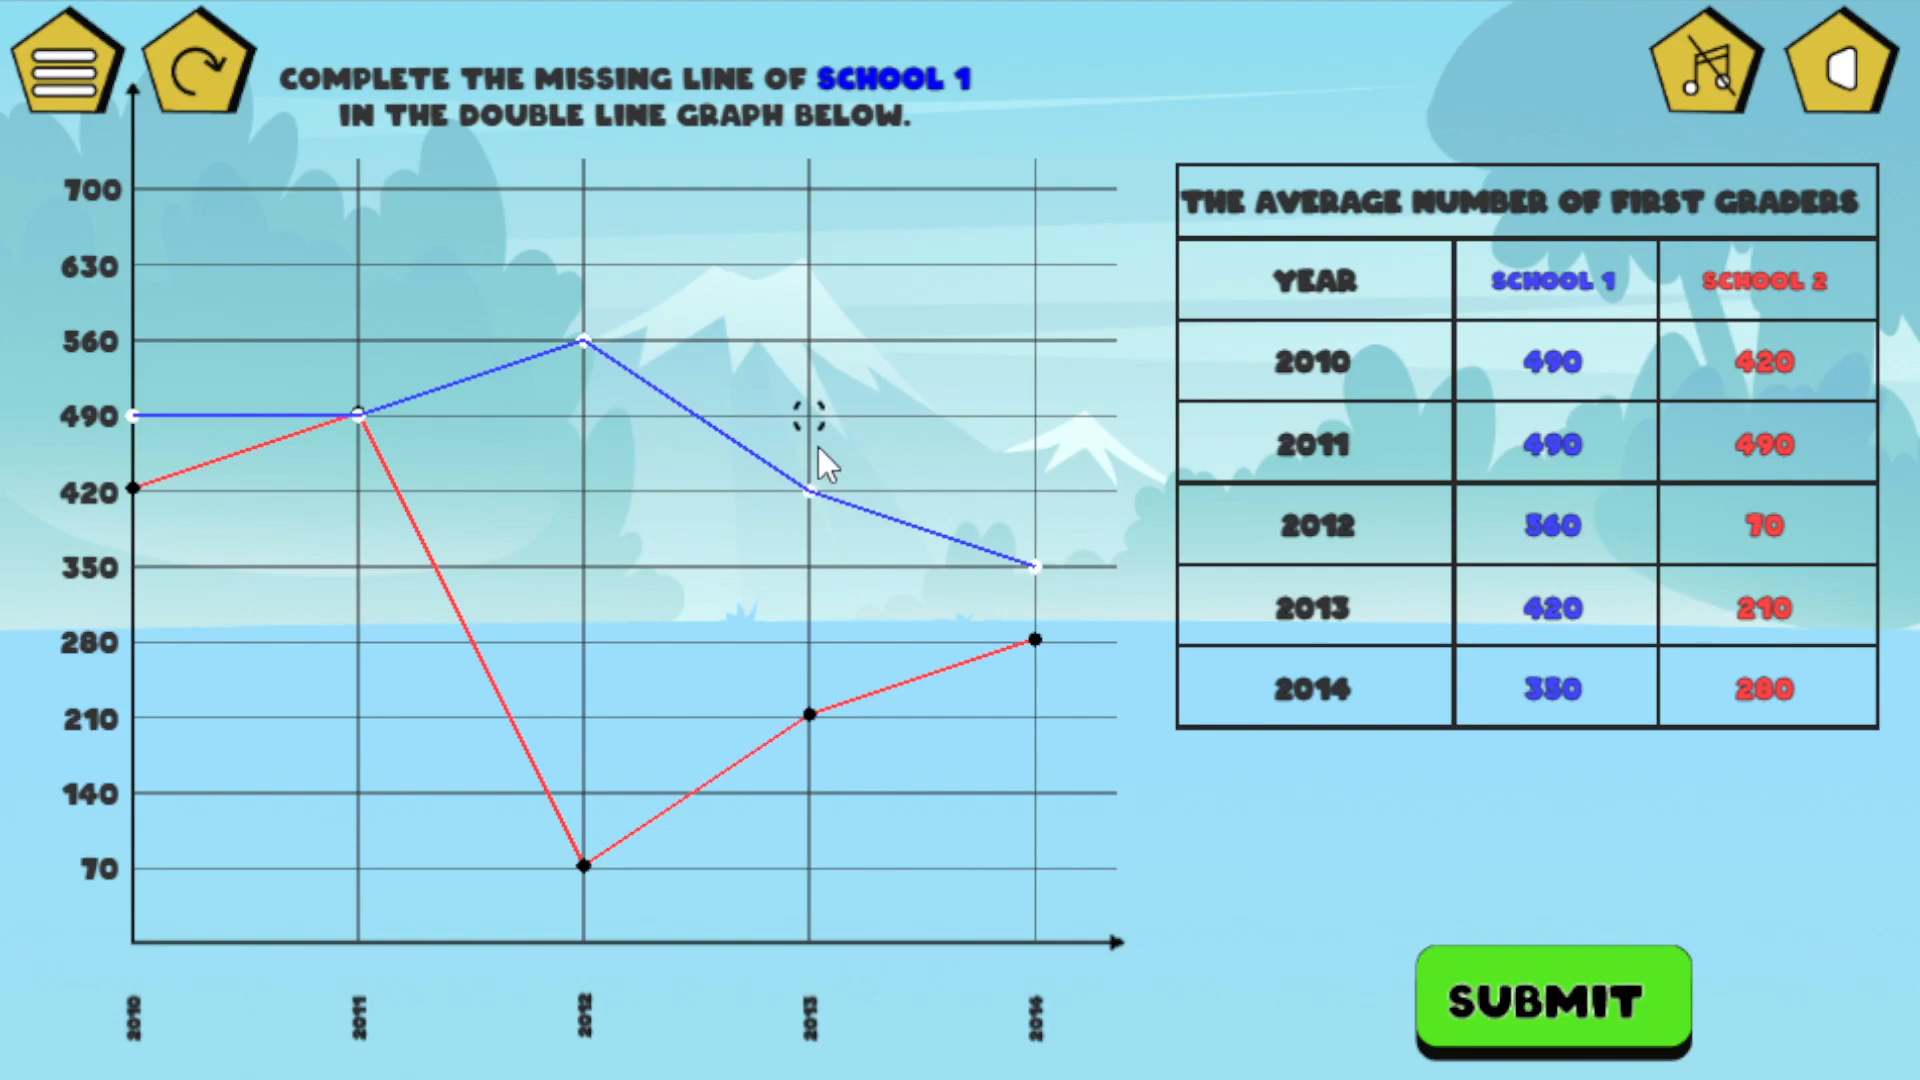 COMPLETE THE MISSING LINE OF SCHOOL 1
IN THE DOUBLE LINE GRAPH BELOW.
700
630
560
490
420
350
280
210
140
70
2010
2011
2012
2013
2014
THE AVERAGE NUMBER OF FIRST GRADERS
YEAR SCHOOL 1 SCHOOL 2
2010 490 420
2011 490 490
2012 560 70
2013 420 210
2014 350 280
SUBMIT